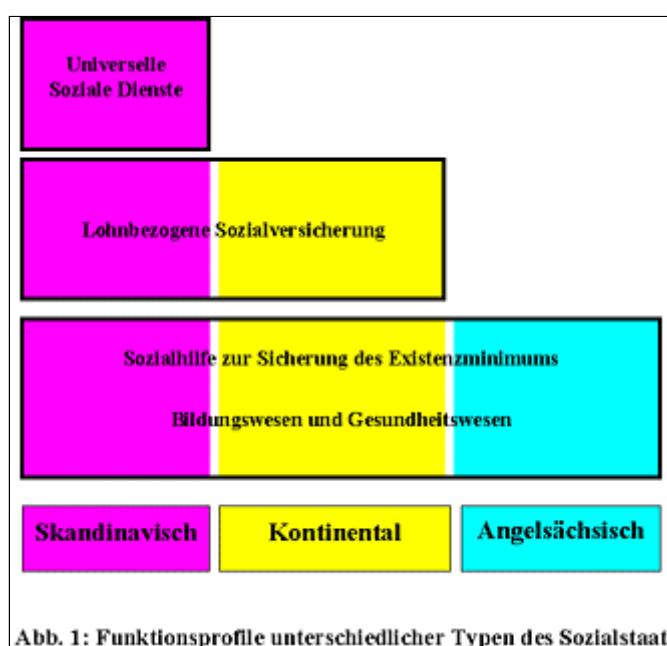 Universelle
Soziale Dienste
Lohnbezogene Sozialversicherung
Sozialhilfe zur Sicherung des Existenzminimums
Bildungswesen und Gesundheitswesen
Skandinavisch Kontinental Angelsächsisch
Abb. 1: Funktionsprofile unterschiedlicher Typen des Sozialstaat